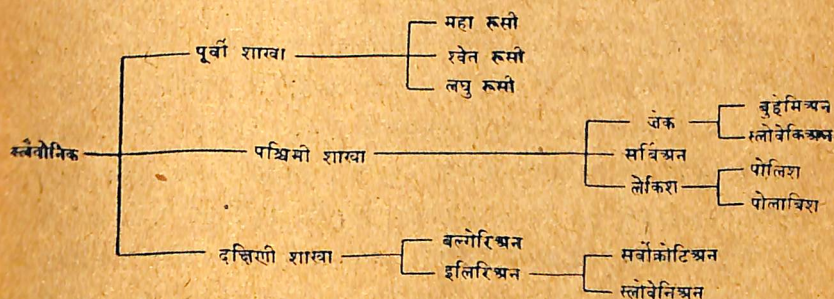 महा रूसी
पूर्वी शाखा
श्वेत रूसी
लघु रूसी
बुहेमिअन
ज़ेक
स्लोवेकिअन
स्लैवोनिक
पश्चिमी शाखा
सर्विअन
पोलिश
लेकिश
पोलाविश
बल्गेरिअन
दक्षिणी शाखा
सर्वोक्रोटिअन
इलिरिअन
स्लोवेनिअन